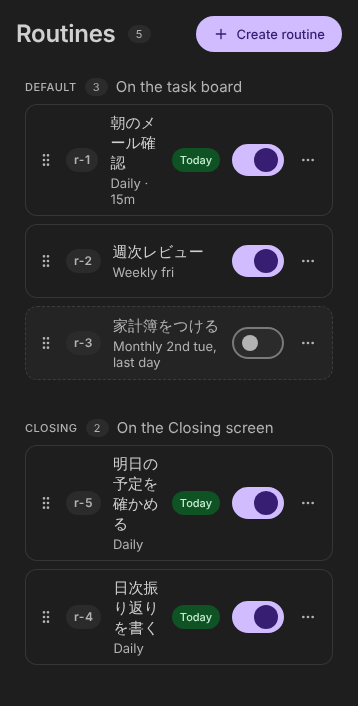 Routines 5 + Create routine
DEFAULT 3 On the task board
r-1
朝のメ
ール確
認
Daily ·
15m
Today
r-2
週次レビュー
Weekly fri
r-3
家計簿をつける
Monthly 2nd tue,
last day
CLOSING 2 On the Closing screen
r-5
明日の
予定を
確かめ
る
Daily
Today
r-4
日次振
り返り
を書く
Daily
Today